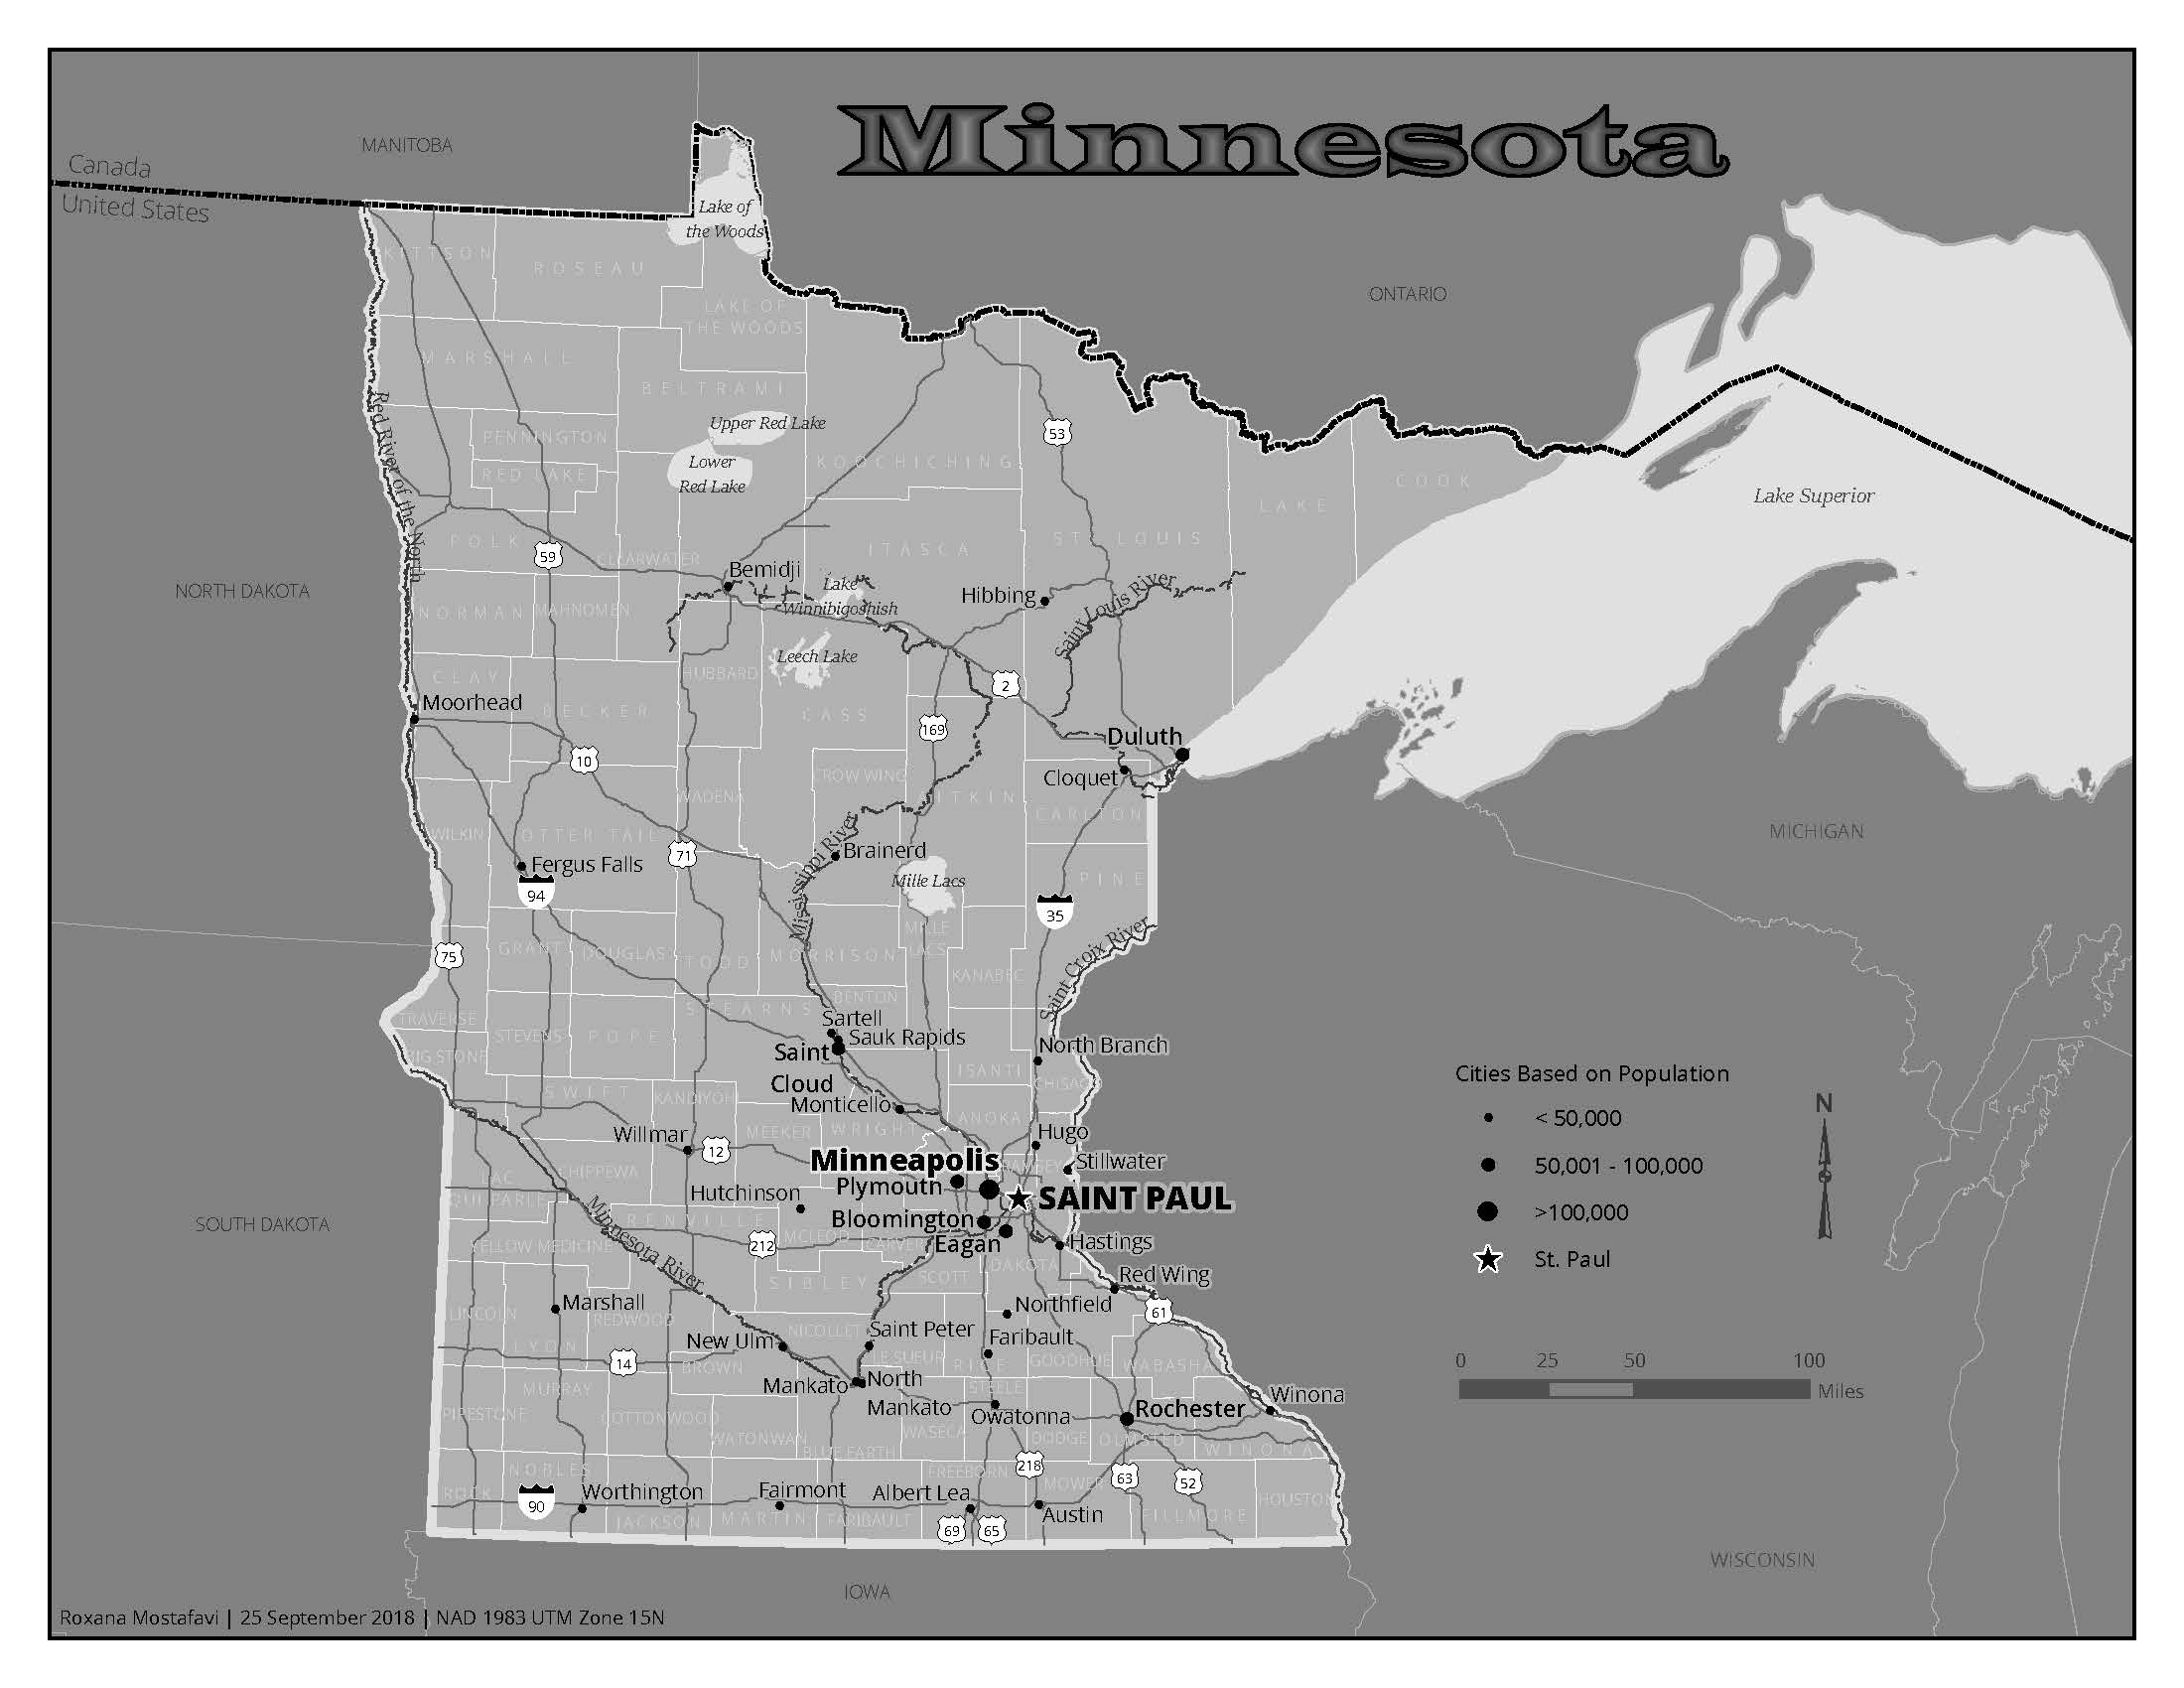 Minnesota
MANITOBA
Canada
United States
Lake of
the Woods
KITTSON
ROSEAU
ONTARIO
LAKE OF
THE WOODS
MARSHALL
BELTRAMI
Red River of the North
Upper Red Lake
53
PENNINGTON
Lower
KOOCHICHING
RED LAKE
Red Lake
COOK
Lake Superior
LAKE
POLK
59
CLEARWATER
ITASCA
ST LOUIS
NORTH DAKOTA
Bemidji
Lake
Winnibigoshish
Hibbing
Saint Louis River
NORMAN
MAHNOMEN
Leech Lake
CLAY
HUBBARD
2
Moorhead
BECKER
CASS
169
Duluth
10
CROW WING
Cloquet
WADENA
AITKIN
CARLTON
WILKIN
OTTER TAIL
MICHIGAN
Mississippi River
71
Brainerd
Fergus Falls
Mille Lacs
PINE
94
35
MILLE
LACS
75
GRANT
DOUGLAS
TODD
MORRISON
KANABEC
Saint Croix River
BENTON
TRAVERSE
STEARNS
Sartell
STEVENS
POPE
Sauk Rapids
Saint
Cloud
North Branch
BIG STONE
ISANTI
CHISAGO
SWIFT
KANDIYOHI
Monticello
ANOKA
MEEKER
WRIGHT
Willmar
12
Hugo
Minneapolis
RAMSEY
Stillwater
LAC
QUI PARLE
CHIPPEWA
Plymouth
Hutchinson
SAINT PAUL
SOUTH DAKOTA
Minnesota River
RENVILLE
Bloomington
212
MCLEOD
CARVER
Eagan
Hastings
YELLOW MEDICINE
DAKOTA
SIBLEY
SCOTT
Red Wing
Marshall
Northfield
61
LINCOLN
REDWOOD
NICOLLET
Saint Peter
Faribault
LYON
New Ulm
14
BROWN
LE SUEUR
RICE
GOODHUE
WABASHA
MURRAY
Mankato
North
Mankato
STEELE
Winona
PIPESTONE
COTTONWOOD
Owatonna
Rochester
WATONWAN
BLUE EARTH
WASECA
DODGE
OLMSTED
WINONA
NOBLES
FREEBORN
218
MOWER
63
52
ROCK
90
Worthington
Fairmont
Albert Lea
HOUSTON
Austin
JACKSON
MARTIN
FARIBAULT
69
65
FILLMORE
Cities Based on Population
N
< 50,000
50,001 - 100,000
>100,000
St. Paul
0 25 50 100
Miles
WISCONSIN
IOWA
Roxana Mostafavi | 25 September 2018 | NAD 1983 UTM Zone 15N